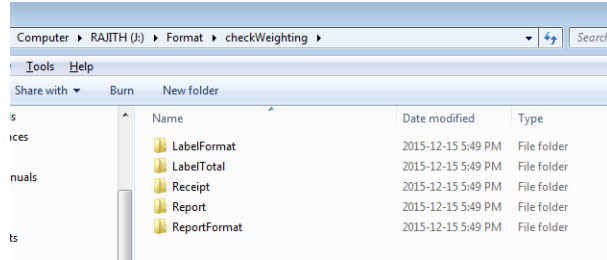 Computer ▸ RAJITH (J:) ▸ Format ▸ checkWeighting ▸ Search
Tools Help
Share with Burn New folder
Name Date modified Type
LabelFormat 2015-12-15 5:49 PM File folder
LabelTotal 2015-12-15 5:49 PM File folder
Receipt 2015-12-15 5:49 PM File folder
nuals
Report 2015-12-15 5:49 PM File folder
ReportFormat 2015-12-15 5:49 PM File folder
ts